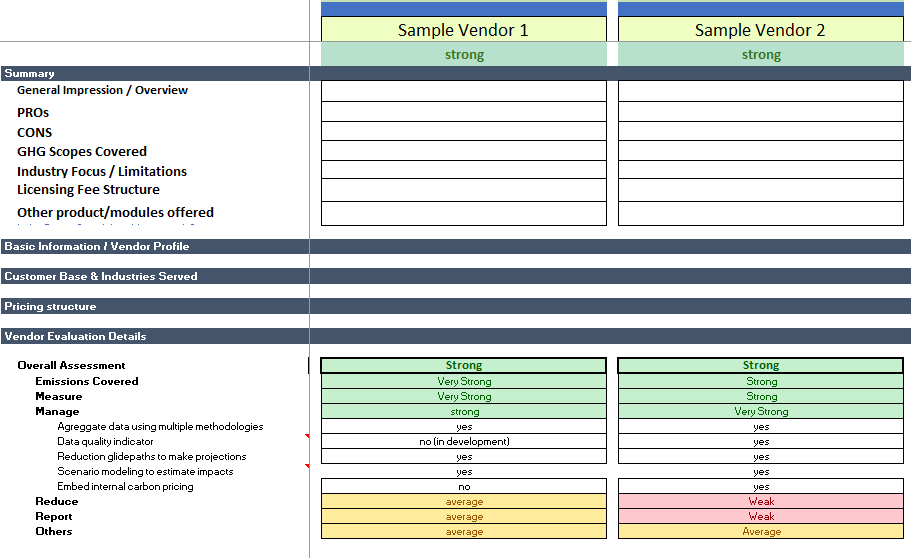 Sample Vendor 1 Sample Vendor 2
strong strong
Summary
General Impression / Overview
PROs
CONS
GHG Scopes Covered
Industry Focus / Limitations
Licensing Fee Structure
Other product/modules offered
Basic Information / Vendor Profile
Customer Base & Industries Served
Pricing structure
Vendor Evaluation Details
Overall Assessment Strong Strong
Emissions Covered Very Strong Strong
Measure Very Strong Strong
Manage strong Very Strong
Agreggate data using multiple methodologies yes yes
Data quality indicator no (in development) yes
Reduction glidepaths to make projections yes yes
Scenario modeling to estimate impacts yes yes
Embed internal carbon pricing no yes
Reduce average Weak
Report average Weak
Others average Average